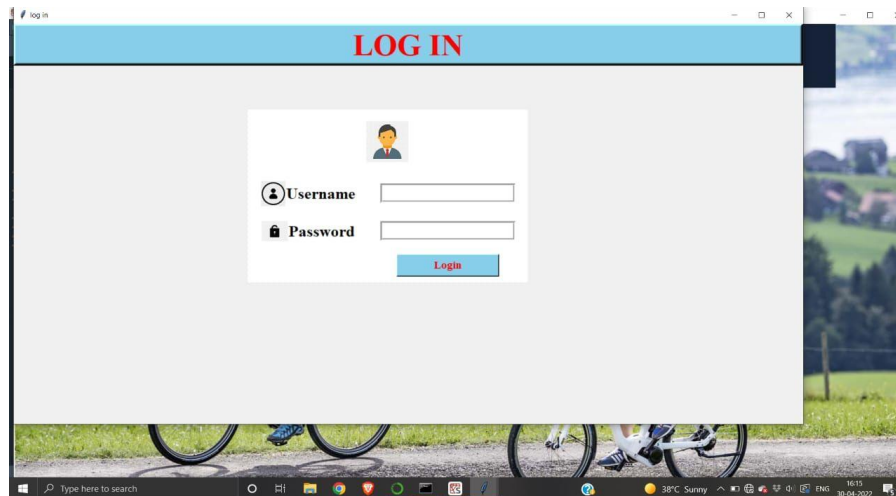 log in
LOG IN
Username
Password
Login
Type here to search
38°C Sunny
ENG
16:15
30-04-2022